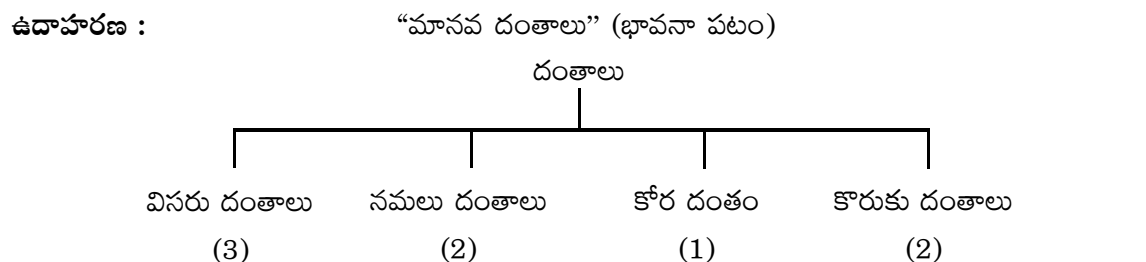 ఉదాహరణ : “మానవ దంతాలు’’ (భావనా పటం)
దంతాలు
విసరు దంతాలు నమలు దంతాలు కోర దంతం కొరుకు దంతాలు
(3) (2) (1) (2)